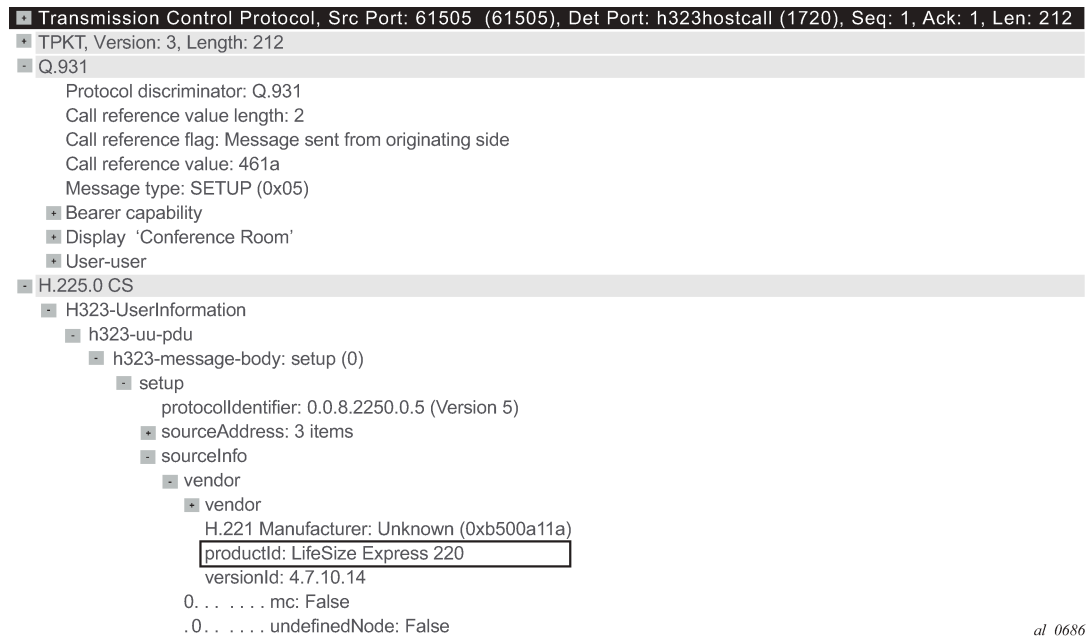 Transmission Control Protocol, Src Port: 61505 (61505), Det Port: h323hostcall (1720), Seq: 1, Ack: 1, Len: 212
TPKT, Version: 3, Length: 212
Q.931
Protocol discriminator: Q.931
Call reference value length: 2
Call reference flag: Message sent from originating side
Call reference value: 461a
Message type: SETUP (0x05)
Bearer capability
Display ‘Conference Room’
User-user
H.225.0 CS
H323-UserInformation
h323-uu-pdu
h323-message-body: setup (0)
setup
protocolIdentifier: 0.0.8.2250.0.5 (Version 5)
sourceAddress: 3 items
sourceInfo
vendor
vendor
H.221 Manufacturer: Unknown (0xb500a11a)
productId: LifeSize Express 220
versionId: 4.7.10.14
0. . . . . . . mc: False
. 0. . . . . . undefinedNode: False
al_0686